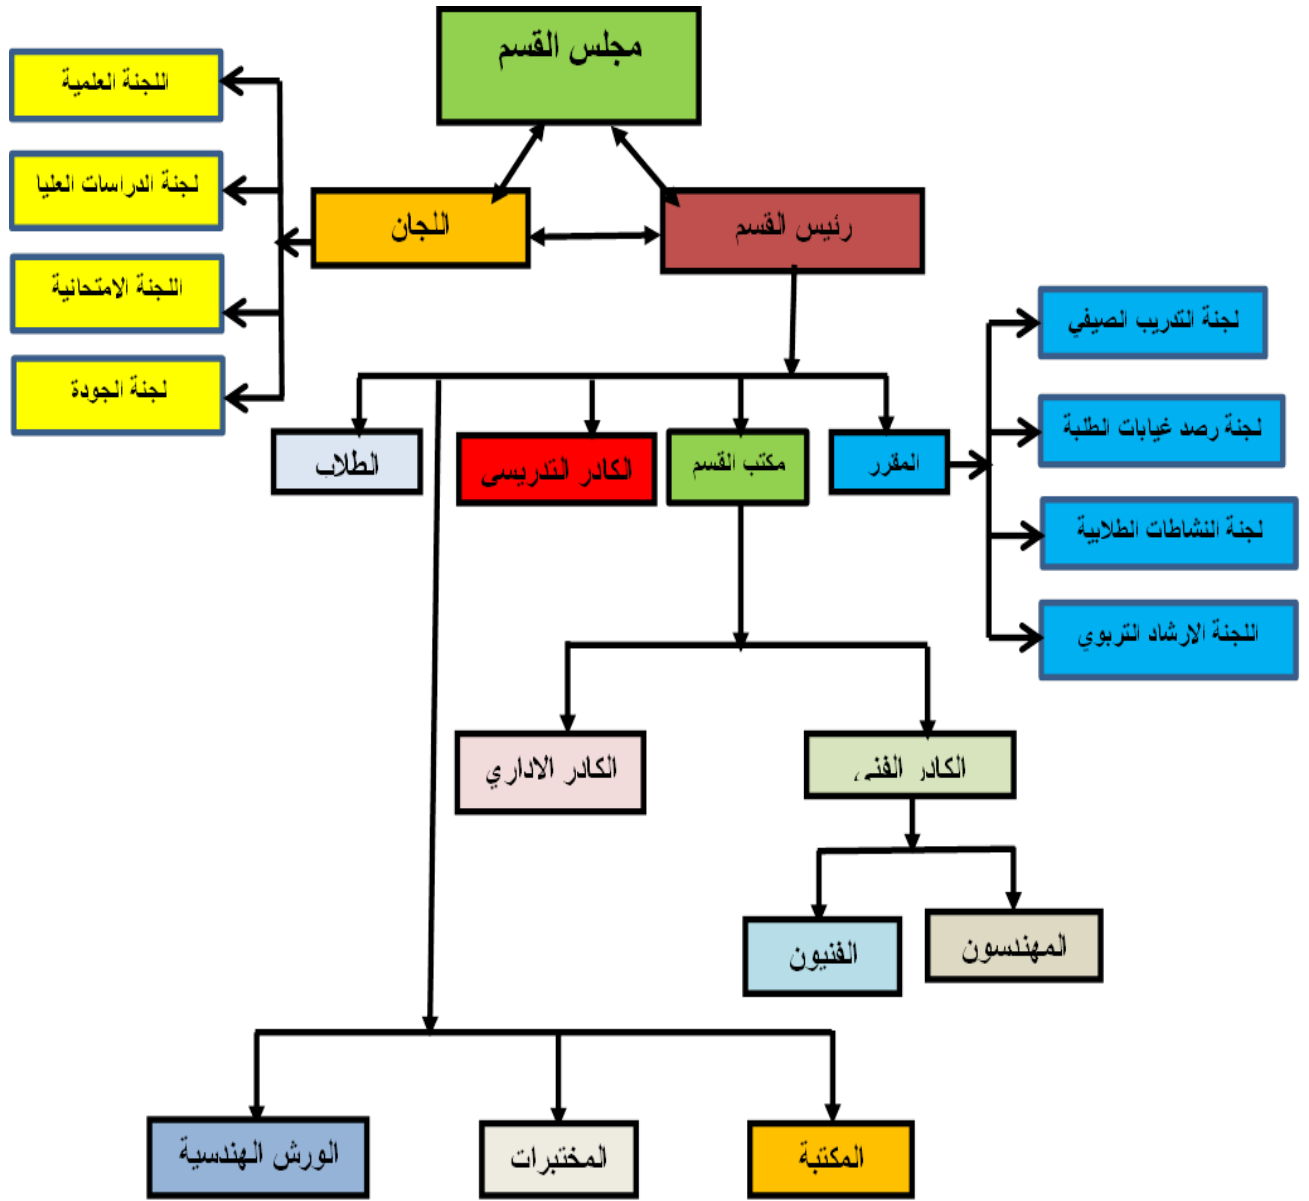 مجلس القسم
اللجنة العلمية
لجنة الدراسات العليا
رئيس القسم
اللجان
اللجنة الامتحانية
لجنة التدريب الصيفي
لجنة الجودة
لجنة رصد غيابات الطلبة
المقرر
مكتب القسم
الكادر التدريسي
الطلاب
لجنة النشاطات الطلابية
اللجنة الارشاد التربوي
الكادر الفني
الكادر الاداري
المهندسون
الفنيون
المكتبة
المختبرات
الورش الهندسية